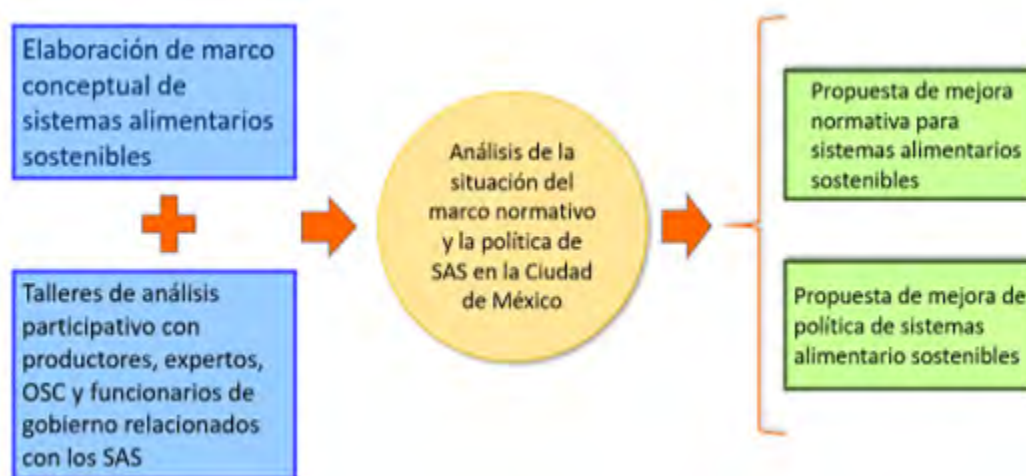 Elaboración de marco
conceptual de
sistemas alimentarios
sostenibles
Talleres de análisis
participativo con
productores, expertos,
OSC y funcionarios de
gobierno relacionados
con los SAS
Análisis de la
situación del
marco normativo
y la política de
SAS en la Ciudad
de México
Propuesta de mejora
normativa para
sistemas alimentarios
sostenibles
Propuesta de mejora de
política de sistemas
alimentario sostenibles